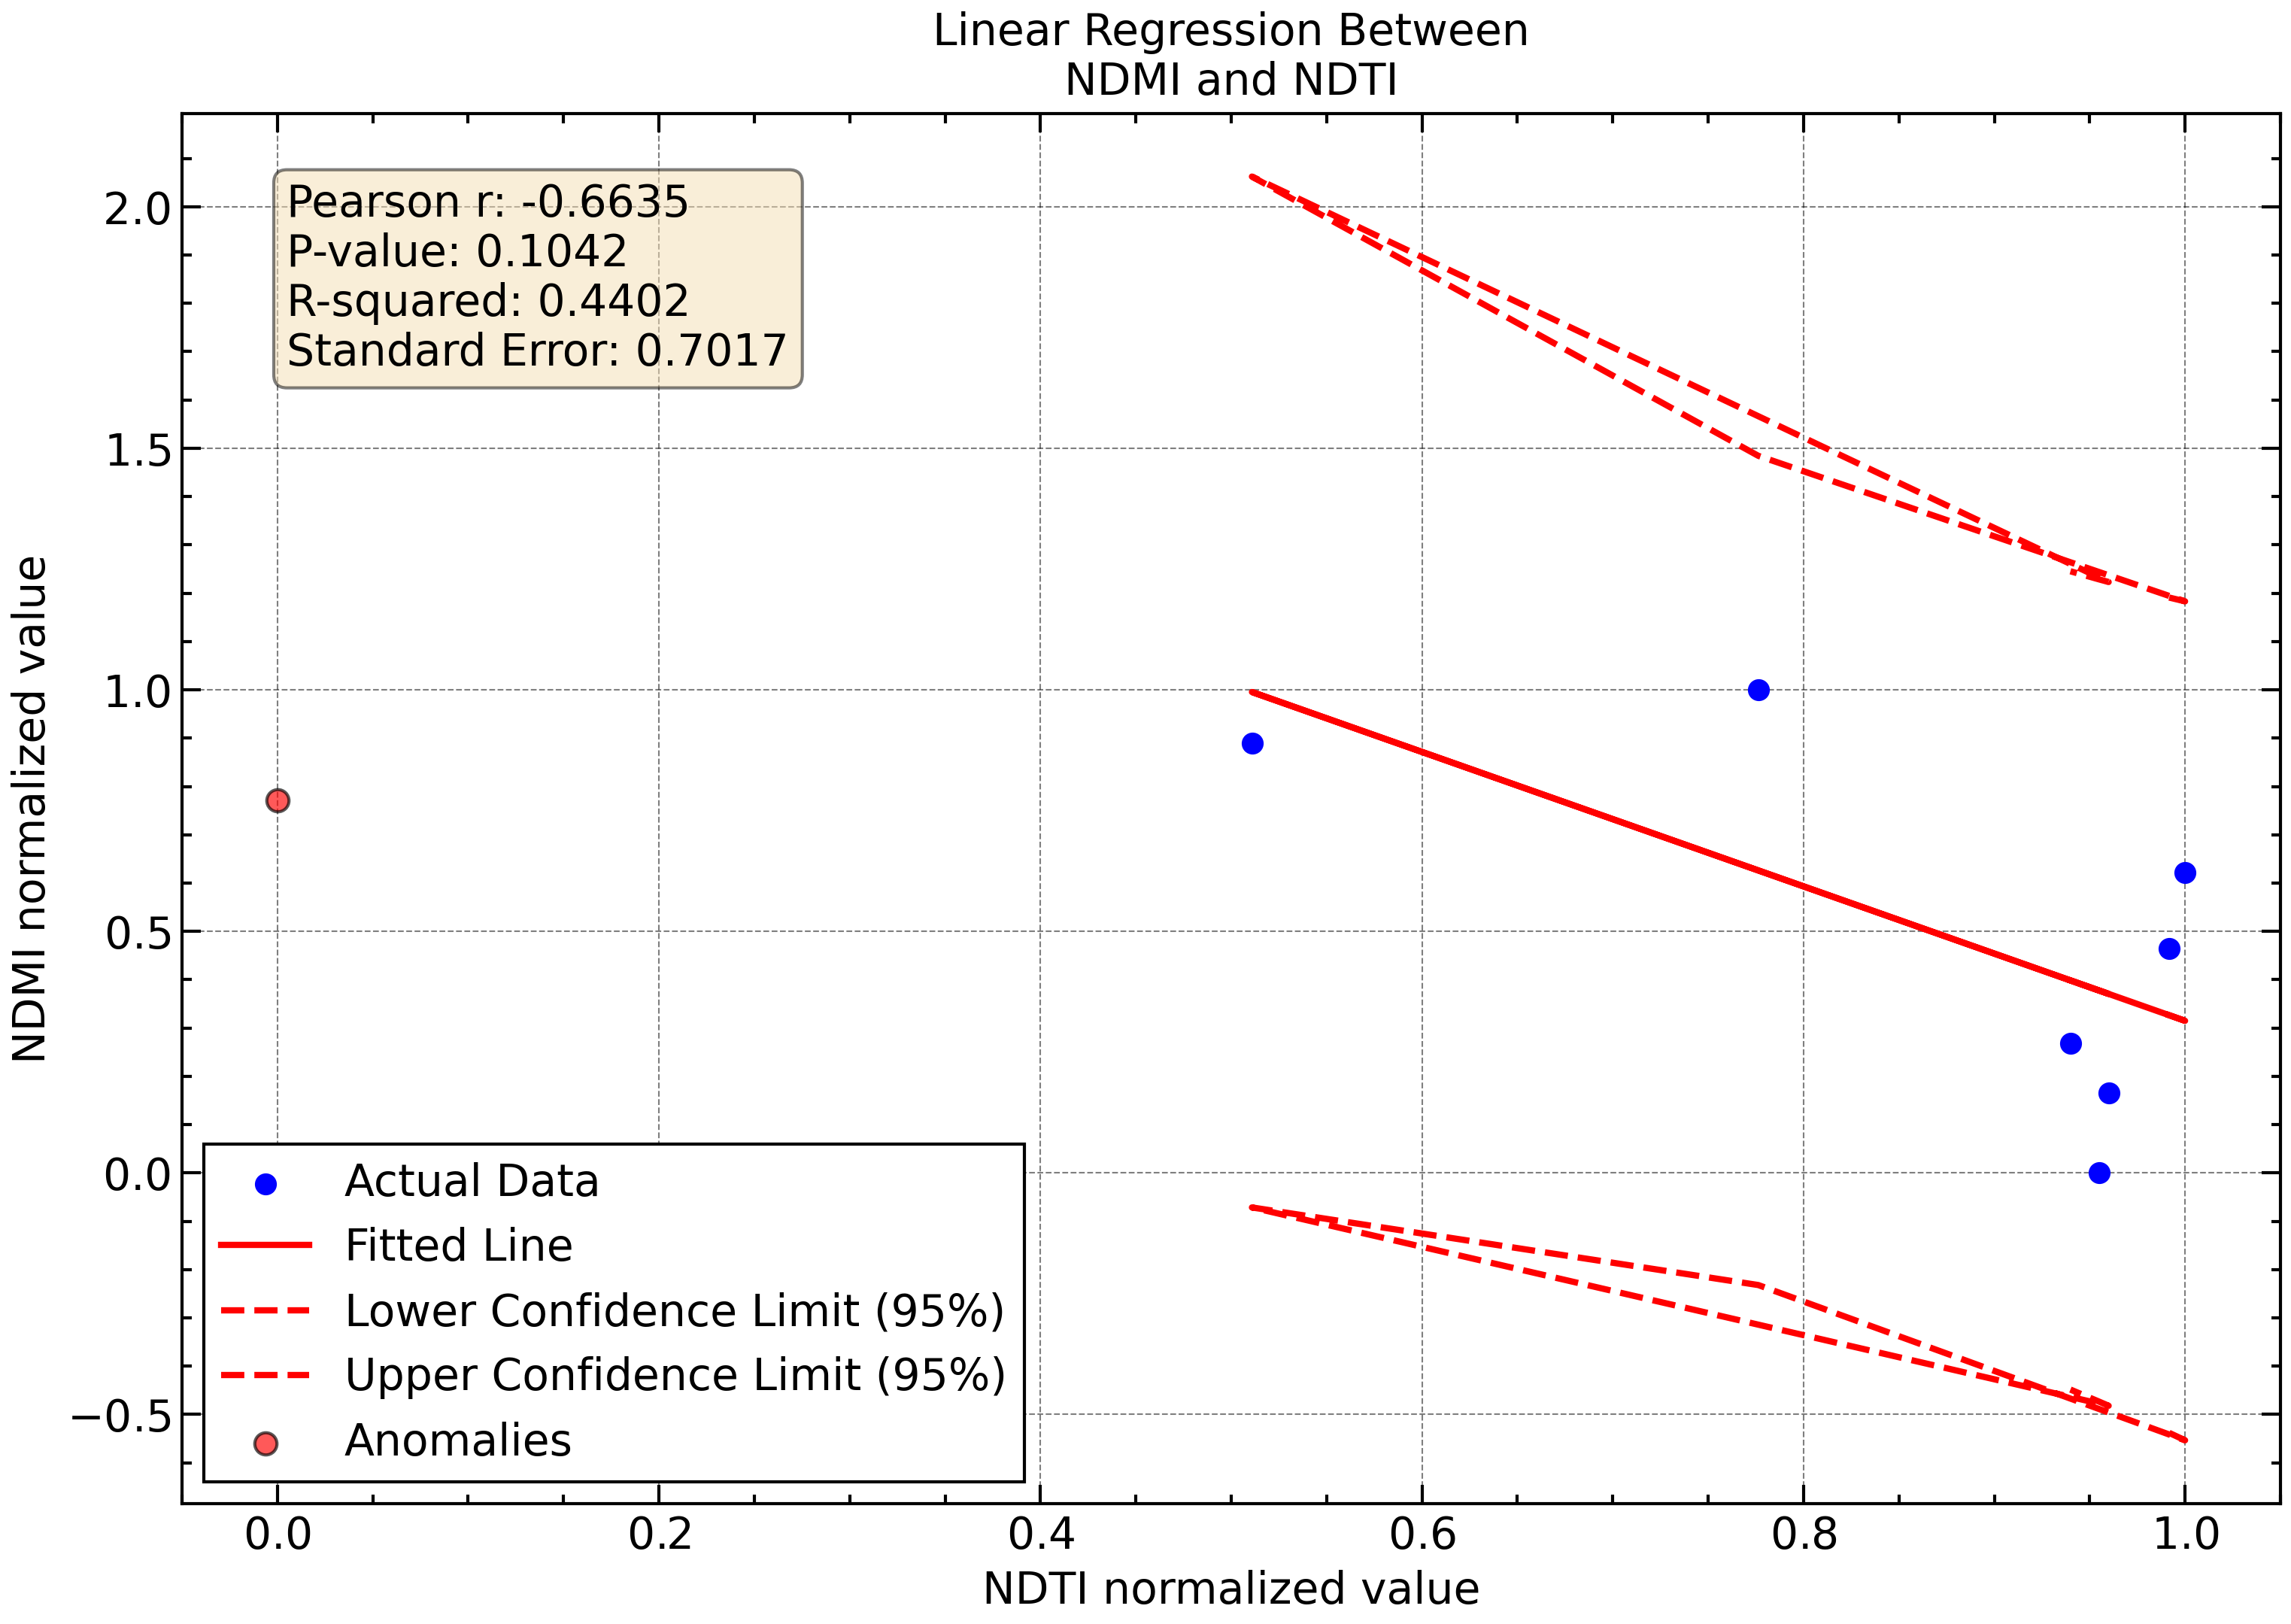 Linear Regression Between
NDMI and NDTI
Pearson r: -0.6635
P-value: 0.1042
R-squared: 0.4402
Standard Error: 0.7017
2.0
1.5
1.0
0.5
0.0
−0.5
NDMI normalized value
Actual Data
Fitted Line
Lower Confidence Limit (95%)
Upper Confidence Limit (95%)
Anomalies
0.0 0.2 0.4 0.6 0.8 1.0
NDTI normalized value